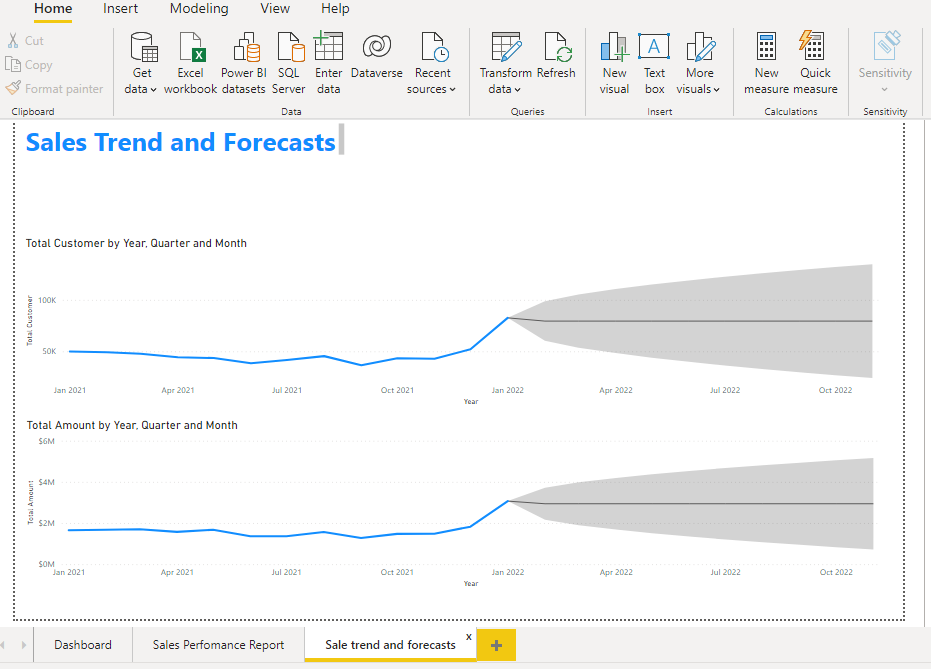 Home Insert Modeling View Help
Cut
Copy
Format painter
Clipboard
Get data
Excel workbook
Power BI datasets
SQL Server
Enter data
Dataverse
Recent sources
Data
Transform data
Refresh
Queries
New visual
Text box
More visuals
Insert
New measure
Quick measure
Calculations
Sensitivity
Sensitivity
Sales Trend and Forecasts
Total Customer by Year, Quarter and Month
Total Customer
100K
50K
Jan 2021 Apr 2021 Jul 2021 Oct 2021 Jan 2022 Apr 2022 Jul 2022 Oct 2022
Year
Total Amount by Year, Quarter and Month
Total Amount
$6M
$4M
$2M
$0M
Jan 2021 Apr 2021 Jul 2021 Oct 2021 Jan 2022 Apr 2022 Jul 2022 Oct 2022
Year
Dashboard Sales Perfomance Report Sale trend and forecasts x